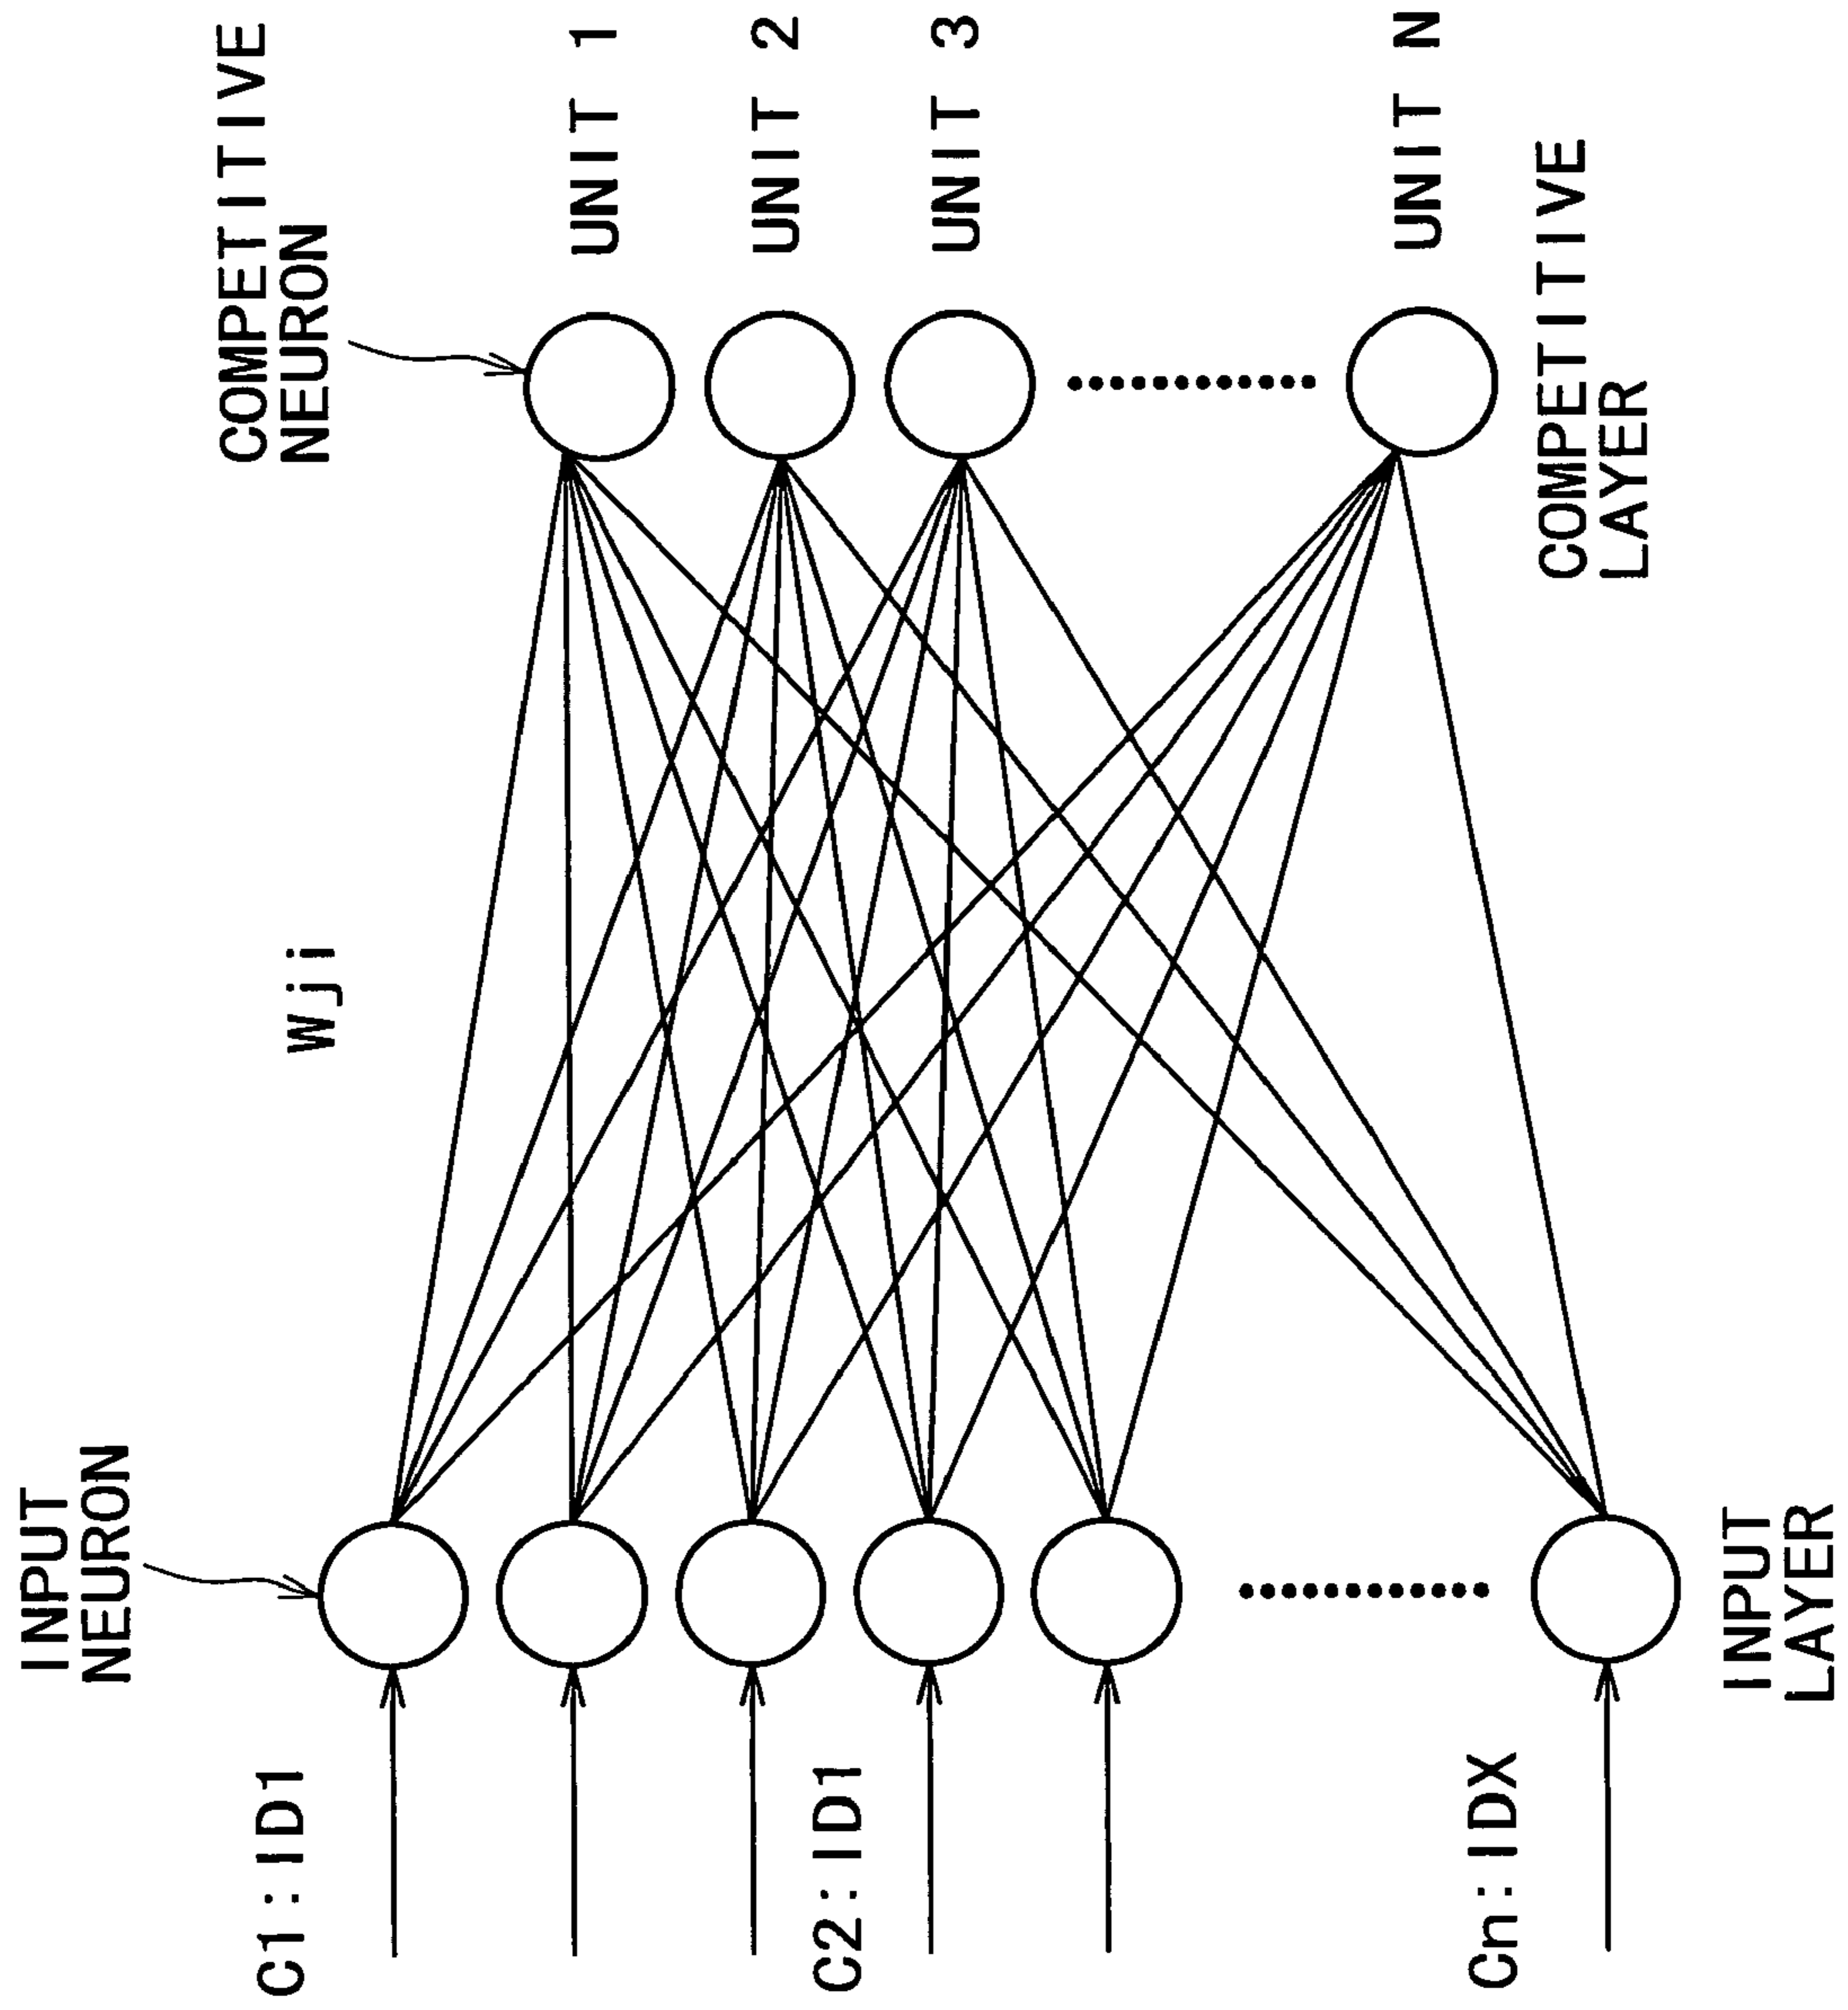 COMPETITIVE
NEURON
UNIT 1
UNIT 2
UNIT 3
UNIT N
COMPETITIVE
LAYER
Wji
INPUT
NEURON
INPUT
LAYER
C1:ID1
C2:ID1
Cn:IDX